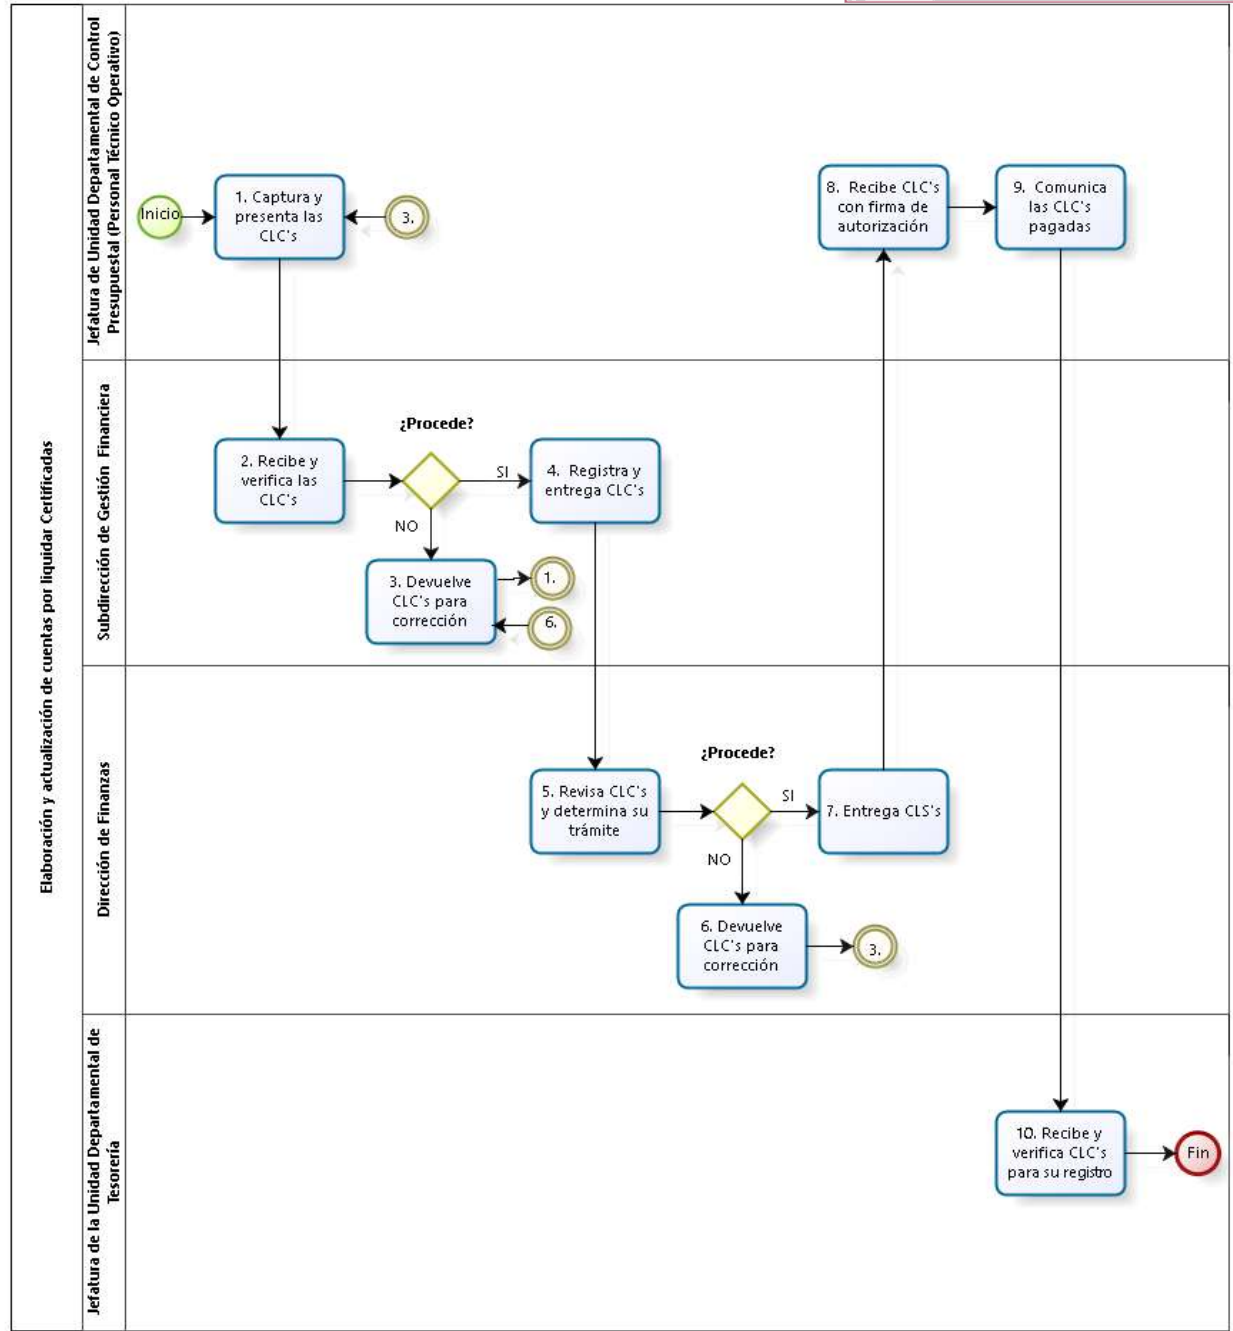 Elaboración y actualización de cuentas por liquidar Certificadas
Jefatura de Unidad Departamental de Control
Presupuestal (Personal Técnico Operativo)
Inicio
1. Captura y
presenta las
CLC's
3.
8. Recibe CLC's
con firma de
autorización
9. Comunica
las CLC's
pagadas
Subdirección de Gestión Financiera
2. Recibe y
verifica las
CLC's
¿Procede?
SI
NO
4. Registra y
entrega CLC's
3. Devuelve
CLC's para
corrección
1.
6.
Dirección de Finanzas
5. Revisa CLC's
y determina su
trámite
¿Procede?
SI
NO
7. Entrega CLS's
6. Devuelve
CLC's para
corrección
3.
Jefatura de la Unidad Departamental de
Tesorería
10. Recibe y
verifica CLC's
para su registro
Fin